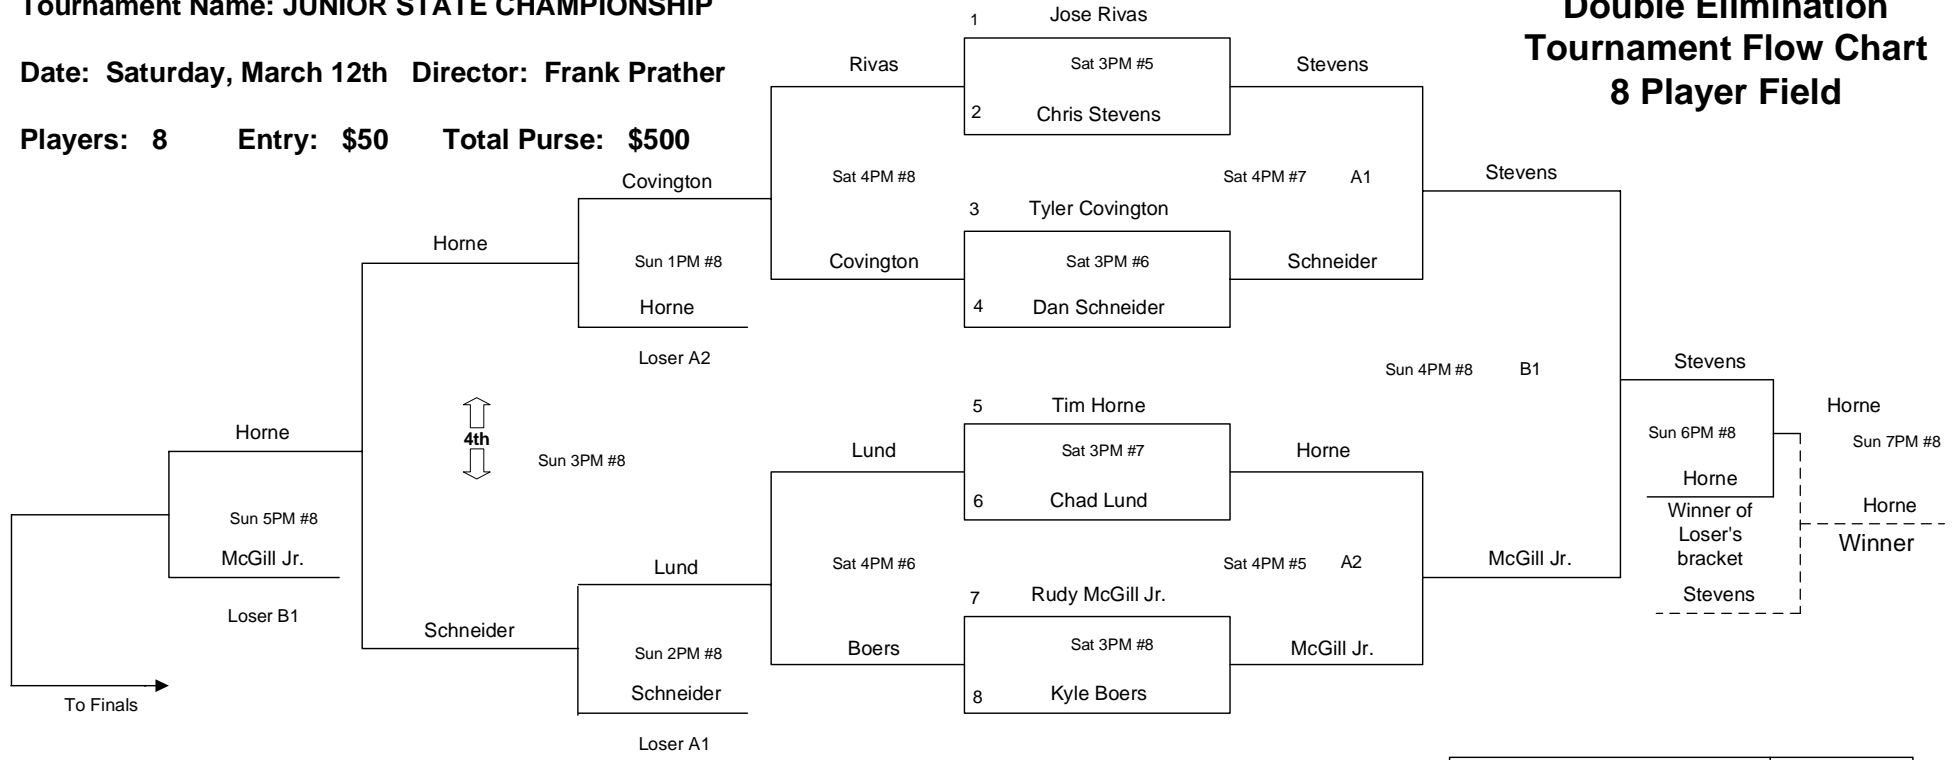 Tournament Name: JUNIOR STATE CHAMPIONSHIP
Date: Saturday, March 12th Director: Frank Prather
Players: 8 Entry: $50 Total Purse: $500
Double Elimination
Tournament Flow Chart
8 Player Field
1 Jose Rivas
Sat 3PM #5
2 Chris Stevens
3 Tyler Covington
Sat 3PM #6
4 Dan Schneider
5 Tim Horne
Sat 3PM #7
6 Chad Lund
7 Rudy McGill Jr.
Sat 3PM #8
8 Kyle Boers
Stevens
Sat 4PM #7 A1
Schneider
Horne
Sat 4PM #5 A2
McGill Jr.
Stevens
Sun 4PM #8 B1
McGill Jr.
Stevens
Sun 6PM #8
Horne
Winner of
Loser's
bracket
Stevens
Horne
Sun 7PM #8
Horne
Winner
Rivas
Sat 4PM #8
Covington
Lund
Sat 4PM #6
Boers
Covington
Sun 1PM #8
Horne
Loser A2
Lund
Sun 2PM #8
Schneider
Loser A1
Horne
4th
Sun 3PM #8
Schneider
Horne
Sun 5PM #8
McGill Jr.
Loser B1
To Finals